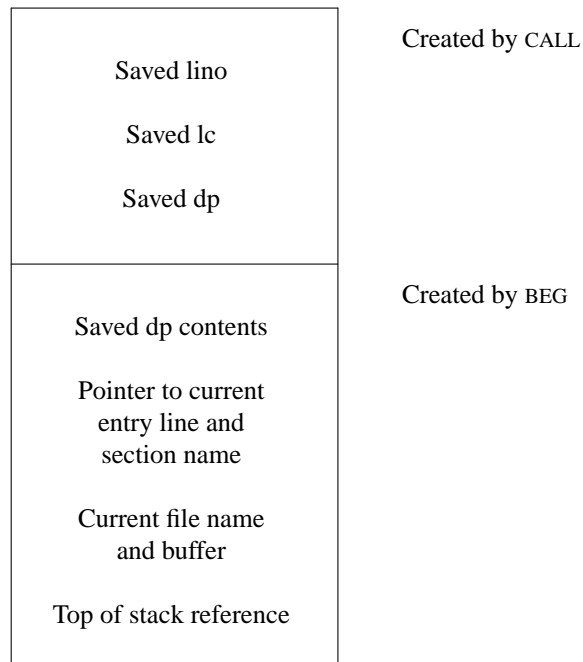 Created by CALL
Saved lino
Saved lc
Saved dp
Created by BEG
Saved dp contents
Pointer to current
entry line and
section name
Current file name
and buffer
Top of stack reference